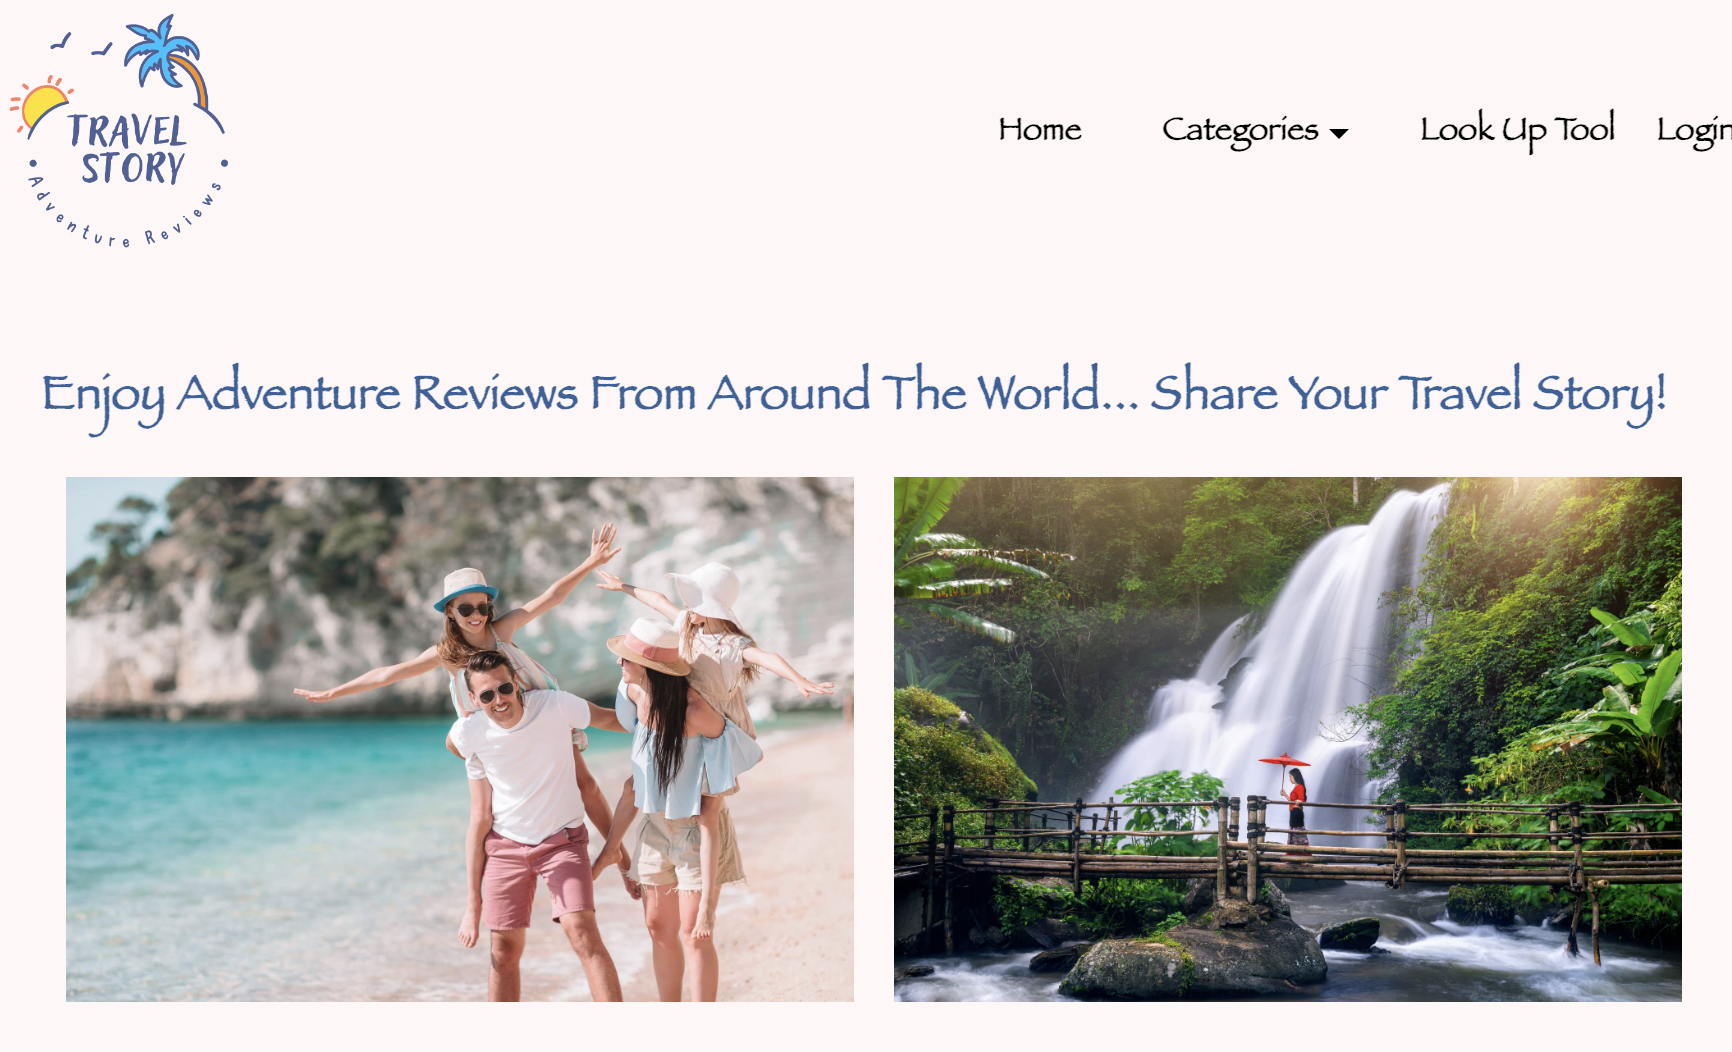 TRAVEL
STORY
Adventure Reviews
Home Categories Look Up Tool Login
Enjoy Adventure Reviews From Around The World... Share Your Travel Story!